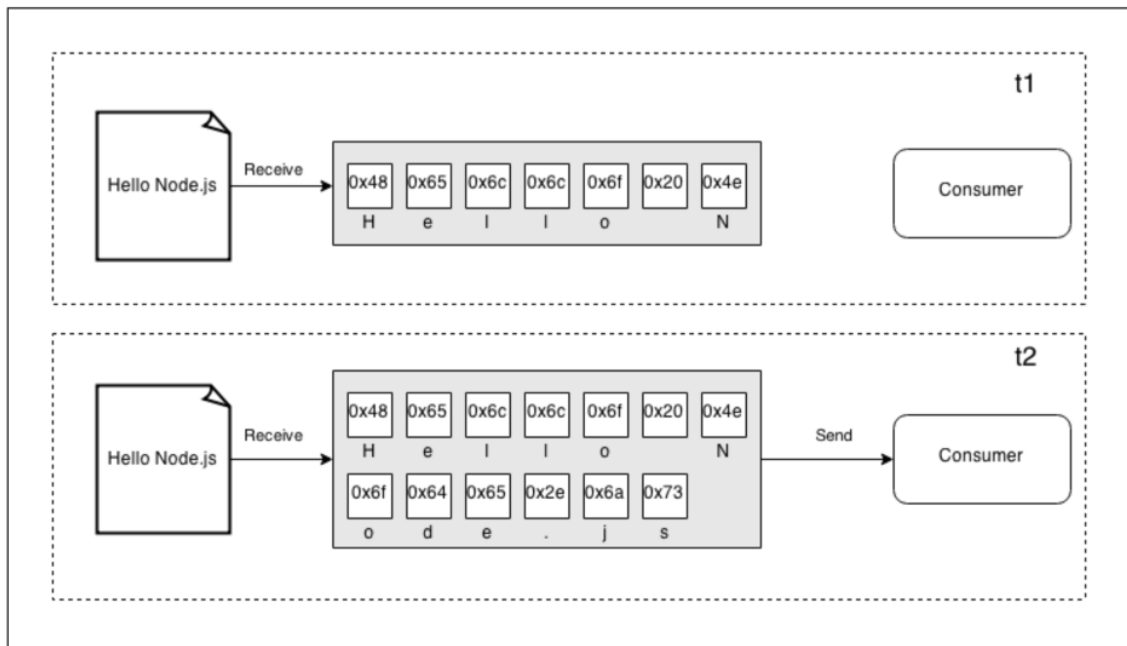 t1
Hello Node.js
Receive
0x48 0x65 0x6c 0x6c 0x6f 0x20 0x4e
H e l l o N
Consumer
t2
Hello Node.js
Receive
0x48 0x65 0x6c 0x6c 0x6f 0x20 0x4e
H e l l o N
0x6f 0x64 0x65 0x2e 0x6a 0x73
o d e . j s
Send
Consumer